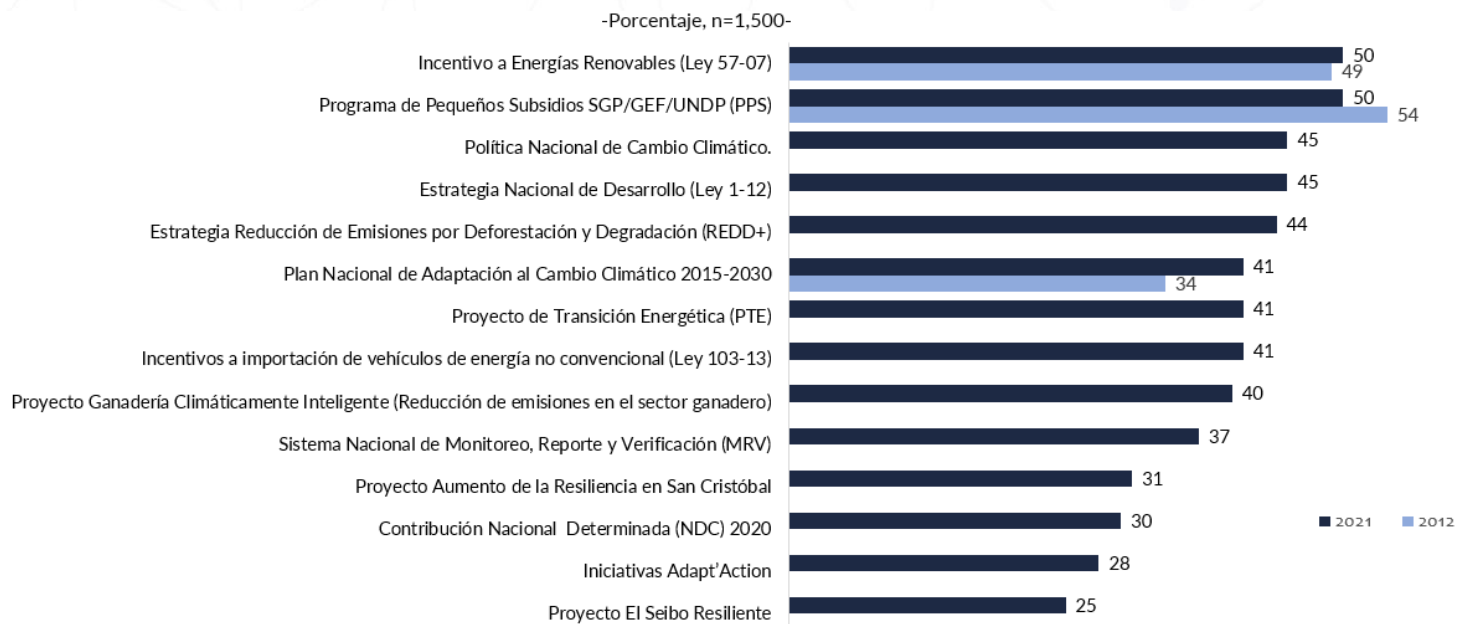 -Porcentaje, n=1,500-
Incentivo a Energías Renovables (Ley 57-07)
50
49
Programa de Pequeños Subsidios SGP/GEF/UNDP (PPS)
50
54
Política Nacional de Cambio Climático.
45
Estrategia Nacional de Desarrollo (Ley 1-12)
45
Estrategia Reducción de Emisiones por Deforestación y Degradación (REDD+)
44
Plan Nacional de Adaptación al Cambio Climático 2015-2030
41
34
Proyecto de Transición Energética (PTE)
41
Incentivos a importación de vehículos de energía no convencional (Ley 103-13)
41
Proyecto Ganadería Climáticamente Inteligente (Reducción de emisiones en el sector ganadero)
40
Sistema Nacional de Monitoreo, Reporte y Verificación (MRV)
37
Proyecto Aumento de la Resiliencia en San Cristóbal
31
Contribución Nacional Determinada (NDC) 2020
30
2021 2012
Iniciativas Adapt’Action
28
Proyecto El Seibo Resiliente
25